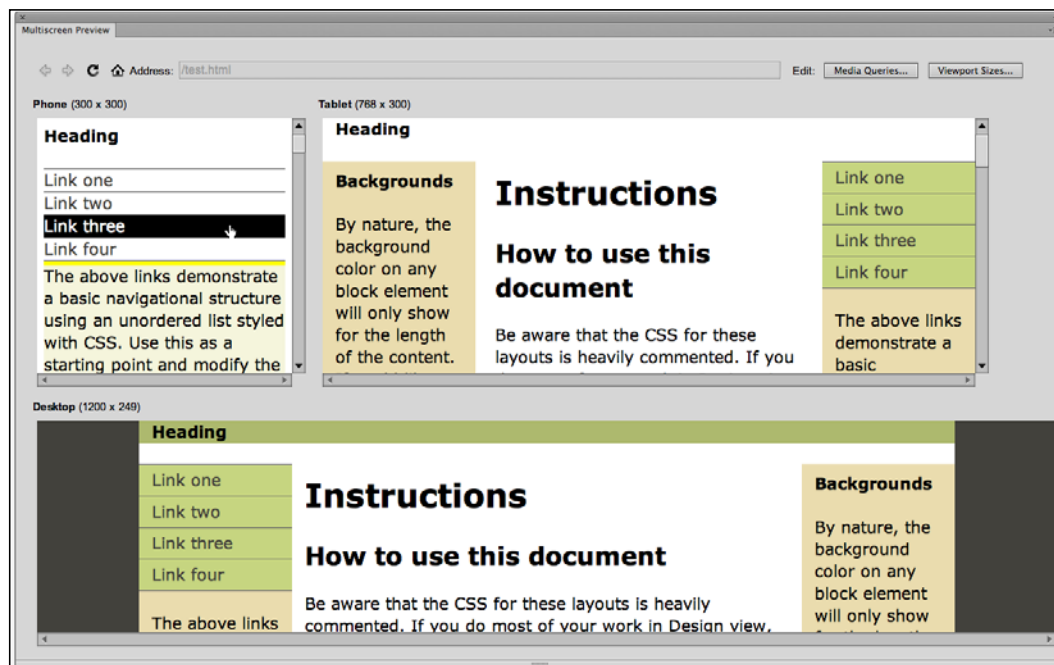 Multiscreen Preview
Address: /test.html
Edit: Media Queries... Viewport Sizes...
Phone (300 x 300)
Heading
Link one
Link two
Link three
Link four
The above links demonstrate
a basic navigational structure
using an unordered list styled
with CSS. Use this as a
starting point and modify the
Tablet (768 x 300)
Heading
Backgrounds
By nature, the
background
color on any
block element
will only show
for the length
of the content.
Instructions
How to use this
document
Be aware that the CSS for these
layouts is heavily commented. If you
Link one
Link two
Link three
Link four
The above links
demonstrate a
basic
Desktop (1200 x 249)
Heading
Link one
Link two
Link three
Link four
The above links
Instructions
How to use this document
Be aware that the CSS for these layouts is heavily
commented. If you do most of your work in Design view,
Backgrounds
By nature, the
background
color on any
block element
will only show